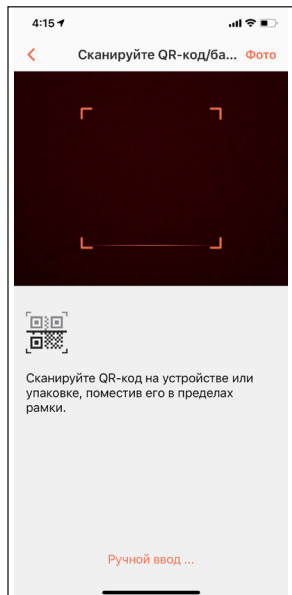 4:15
Сканируйте QR-код/ба... Фото
Сканируйте QR-код на устройстве или
упаковке, поместив его в пределах
рамки.
Ручной ввод ...